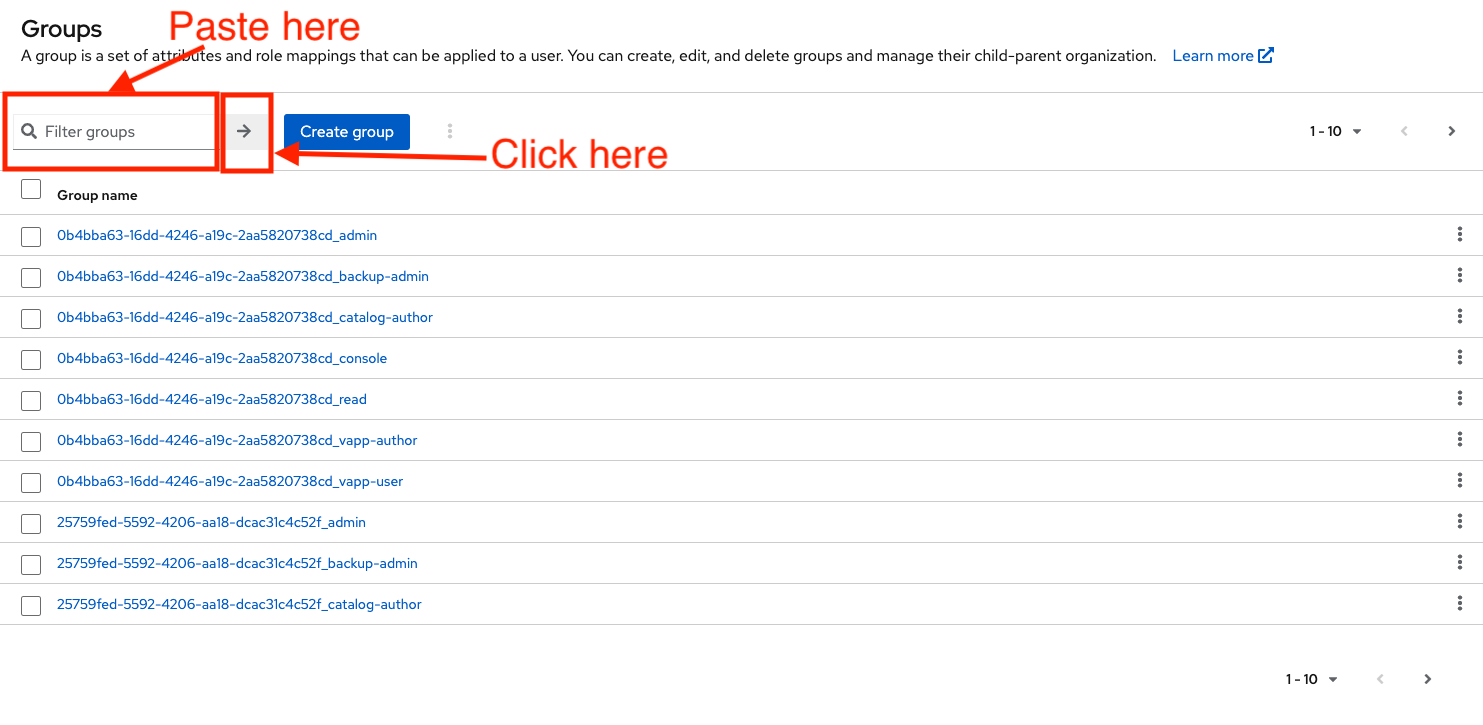 Groups
Paste here
A group is a set of attributes and role mappings that can be applied to a user. You can create, edit, and delete groups and manage their child-parent organization. Learn more
Filter groups
Create group
1 - 10
Click here
Group name
0b4bba63-16dd-4246-a19c-2aa5820738cd_admin
0b4bba63-16dd-4246-a19c-2aa5820738cd_backup-admin
0b4bba63-16dd-4246-a19c-2aa5820738cd_catalog-author
0b4bba63-16dd-4246-a19c-2aa5820738cd_console
0b4bba63-16dd-4246-a19c-2aa5820738cd_read
0b4bba63-16dd-4246-a19c-2aa5820738cd_vapp-author
0b4bba63-16dd-4246-a19c-2aa5820738cd_vapp-user
25759fed-5592-4206-aa18-dcac31c4c52f_admin
25759fed-5592-4206-aa18-dcac31c4c52f_backup-admin
25759fed-5592-4206-aa18-dcac31c4c52f_catalog-author
1 - 10